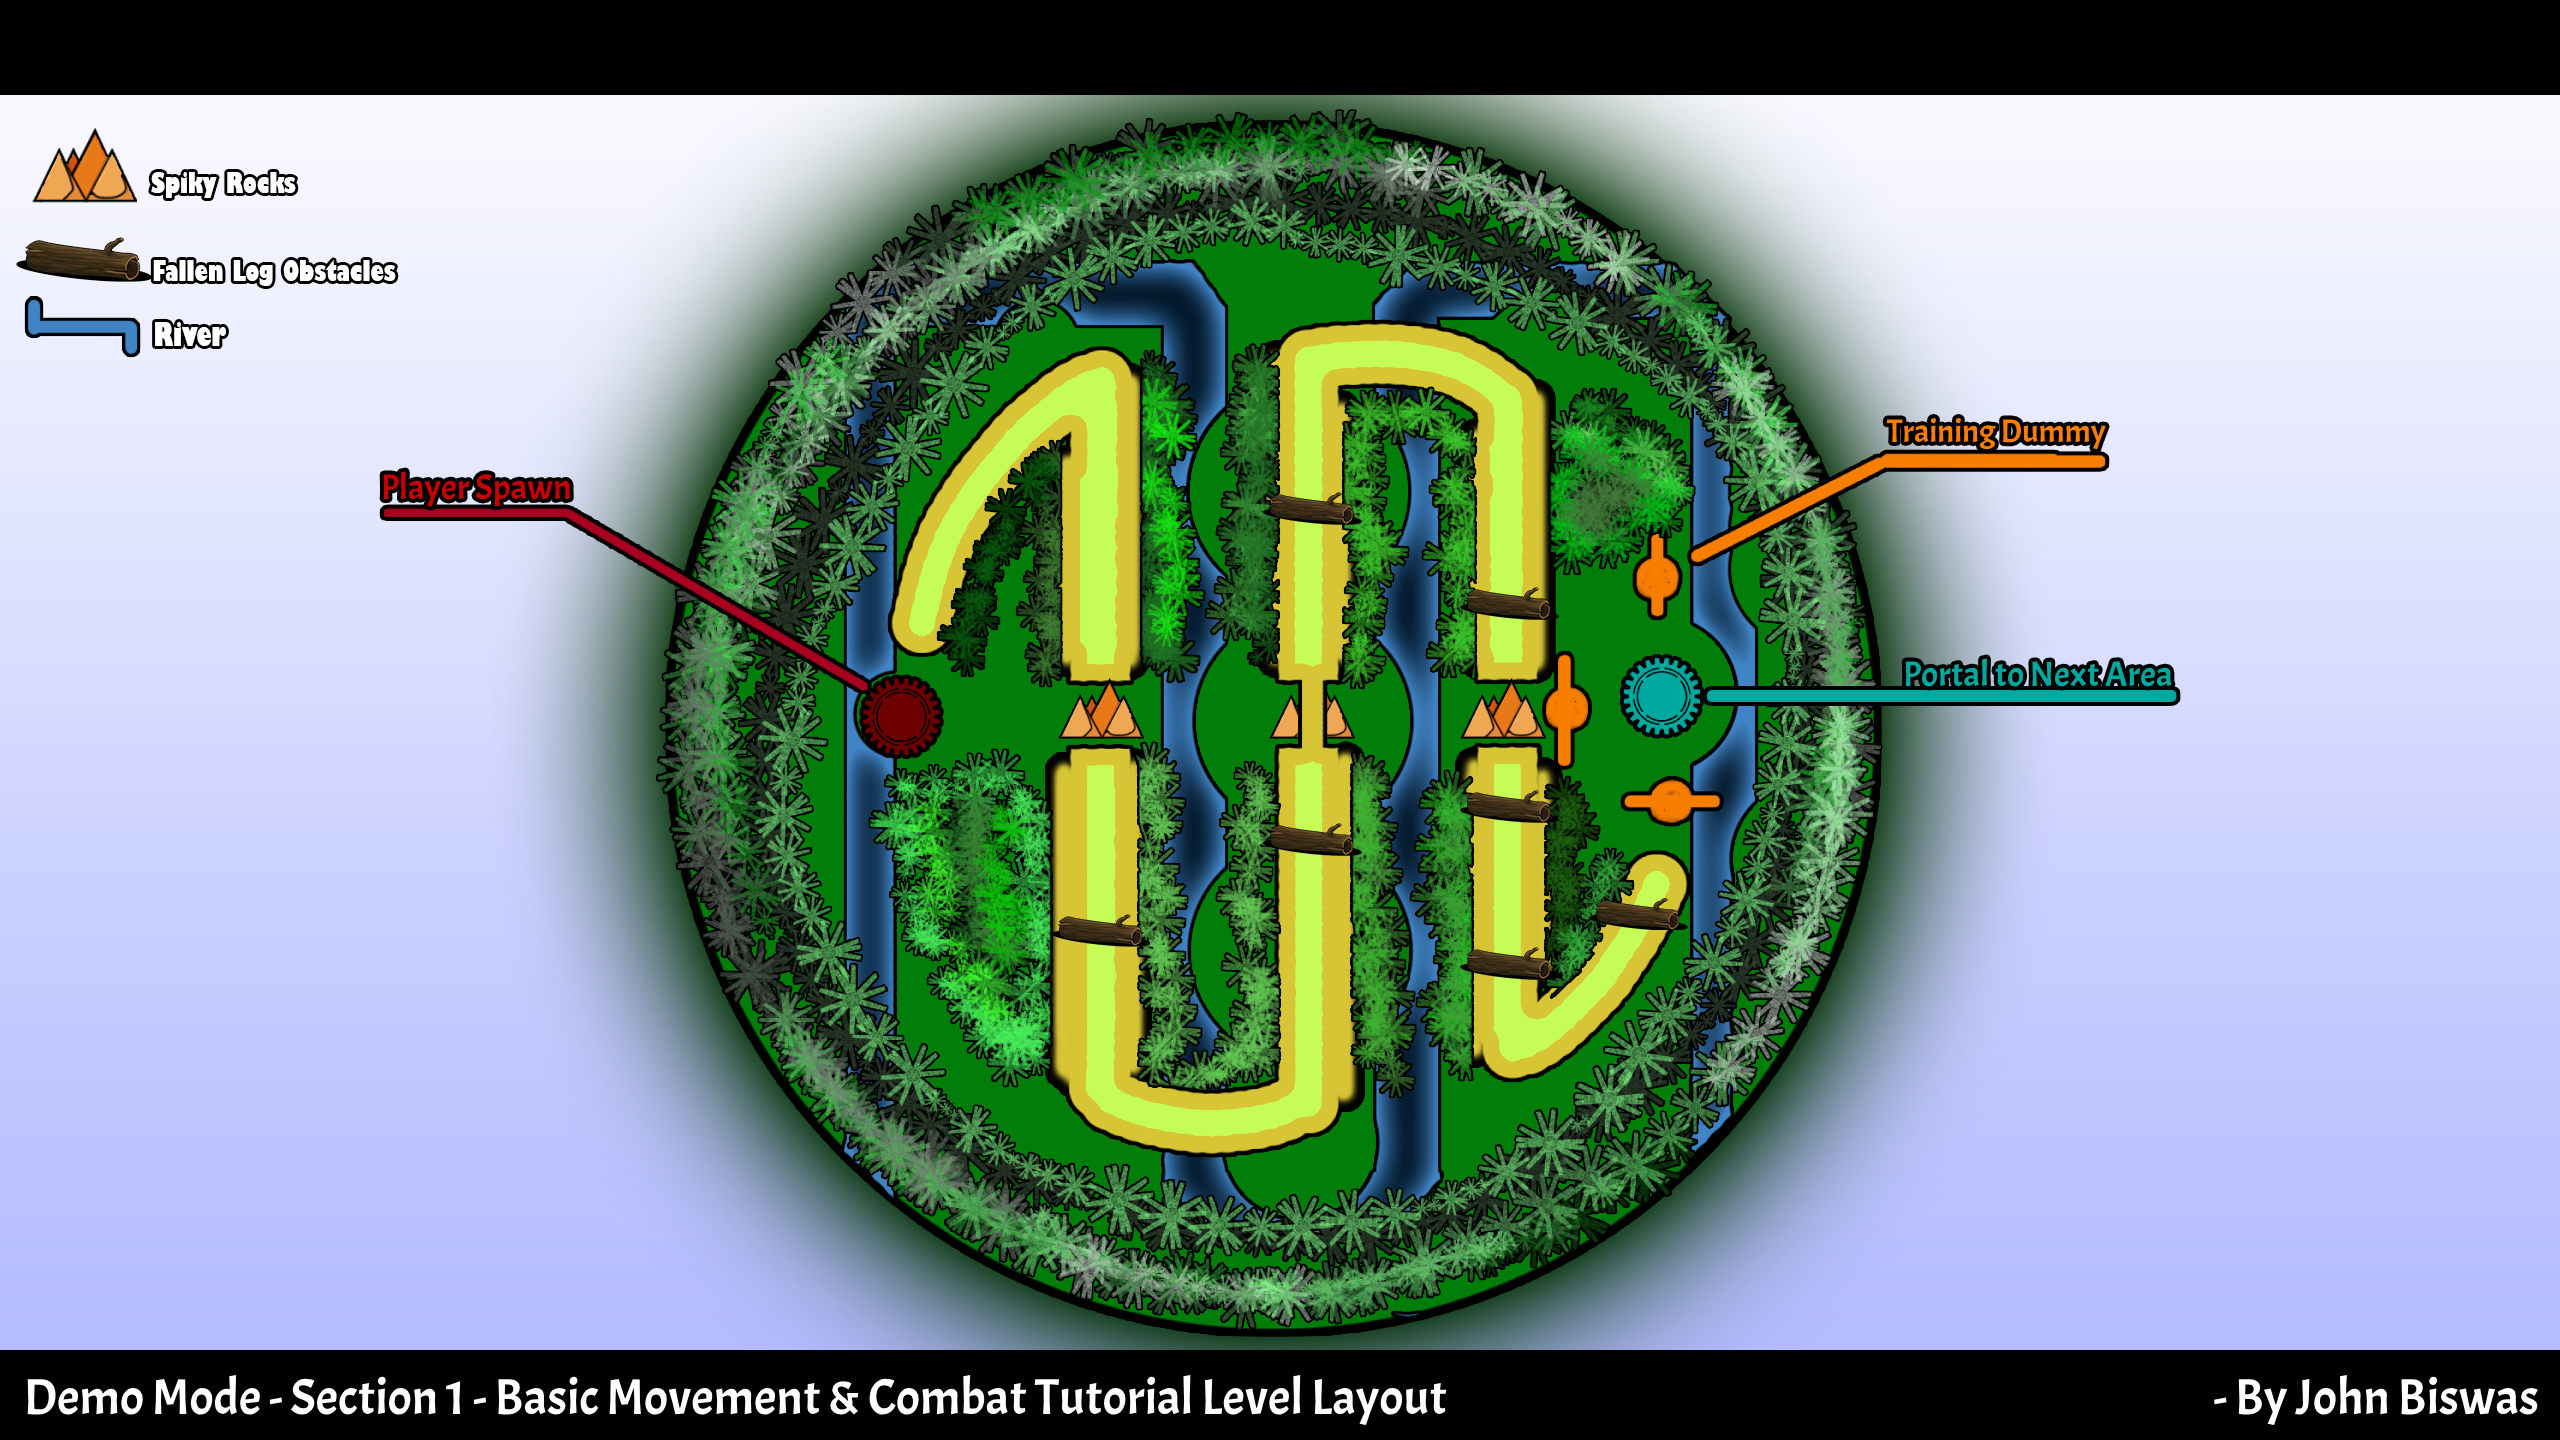 Spiky Rocks
Fallen Log Obstacles
River
Player Spawn
Training Dummy
Portal to Next Area
Demo Mode - Section 1 - Basic Movement & Combat Tutorial Level Layout
- By John Biswas